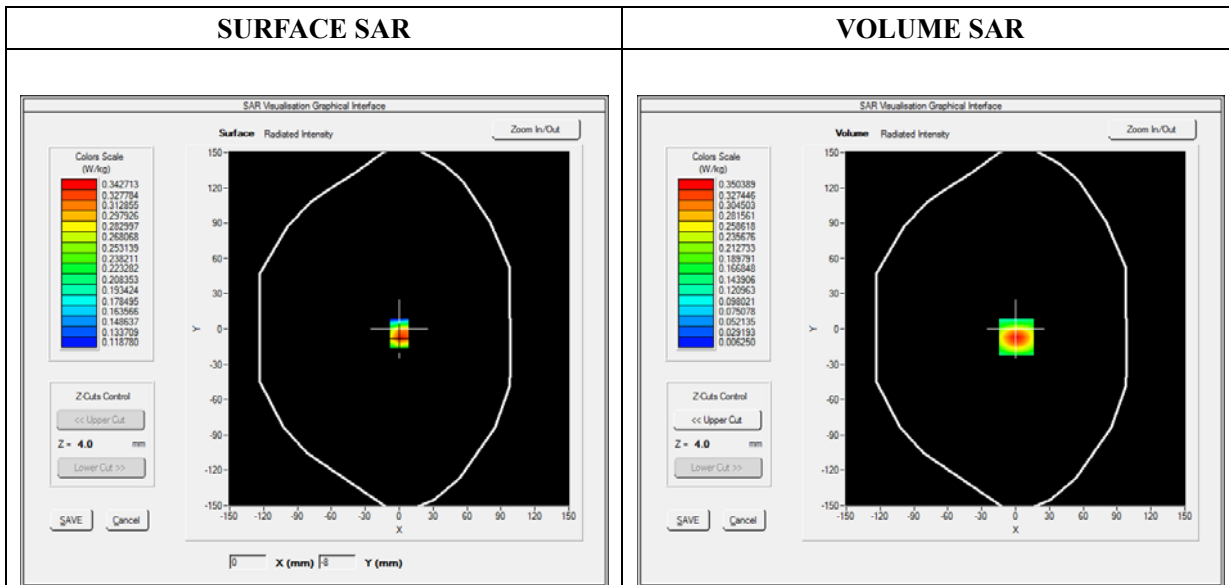 SURFACE SAR
VOLUME SAR
SAR Visualisation Graphical Interface
Surface Radiated Intensity
Zoom In/Out
Colors Scale
(W/kg)
0.342713
0.327784
0.312855
0.297926
0.282997
0.268068
0.253139
0.238211
0.223282
0.208353
0.193424
0.178495
0.163566
0.148637
0.133709
0.118780
Z-Cuts Control
<< Upper Cut
Z = 4.0 mm
Lower Cut >>
SAVE Cancel
150
120
90
60
30
0
-30
-60
-90
-120
-150
Y
-150 -120 -90 -60 -30 0 30 60 90 120 150
X
0 X (mm) -8 Y (mm)
SAR Visualisation Graphical Interface
Volume Radiated Intensity
Zoom In/Out
Colors Scale
(W/kg)
0.350389
0.327446
0.304503
0.281561
0.258618
0.235676
0.212733
0.189791
0.166848
0.143906
0.120963
0.098021
0.075078
0.052135
0.029193
0.006250
Z-Cuts Control
<< Upper Cut
Z = 4.0 mm
Lower Cut >>
SAVE Cancel
150
120
90
60
30
0
-30
-60
-90
-120
-150
Y
-150 -120 -90 -60 -30 0 30 60 90 120 150
X